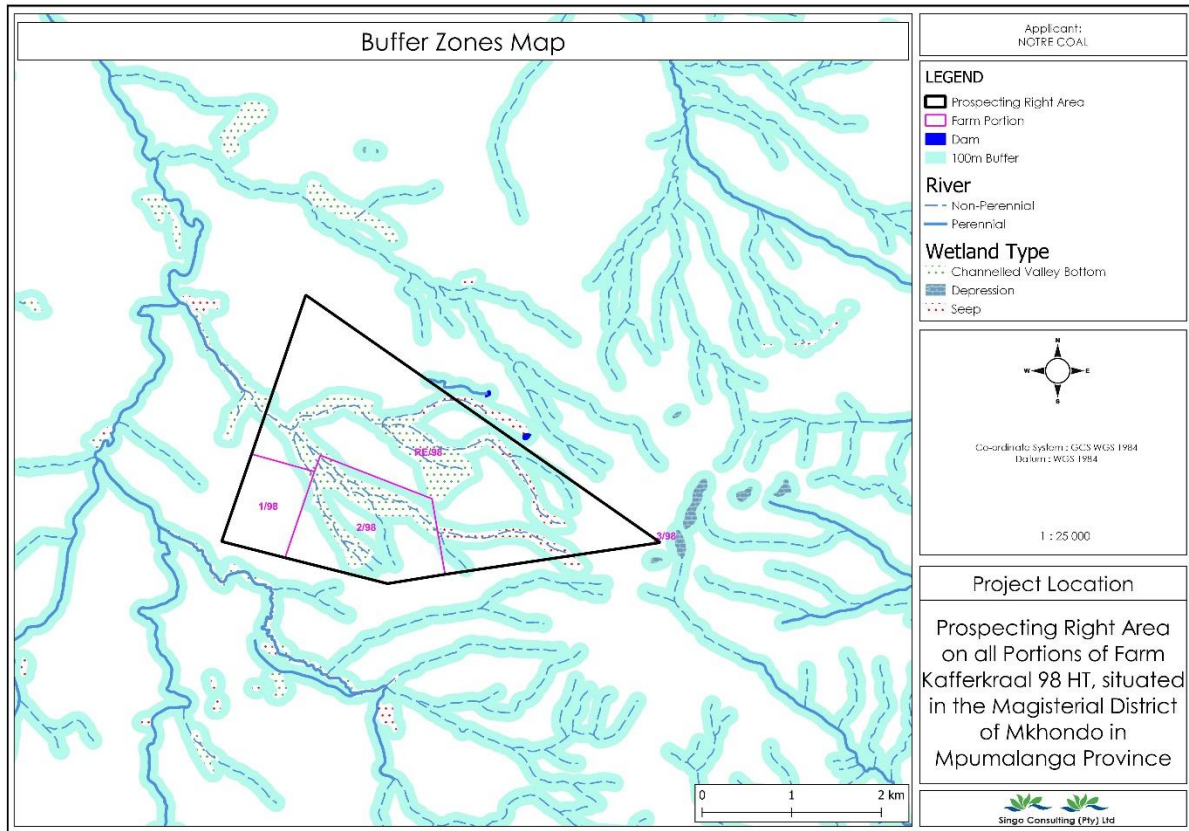 Buffer Zones Map
RE/98
1/98
2/98
3/98
0 1 2 km
Applicant:
NOTRE COAL
LEGEND
Prospecting Right Area
Farm Portion
Dam
100m Buffer
River
Non-Perennial
Perennial
Wetland Type
Channelled Valley Bottom
Depression
Seep
N
W E
S
Co-ordinate System : GCS WGS 1984
Datum : WGS 1984
1 : 25 000
Project Location
Prospecting Right Area
on all Portions of Farm
Kafferkraal 98 HT, situated
in the Magisterial District
of Mkhondo in
Mpumalanga Province
Singo Consulting (Pty) Ltd